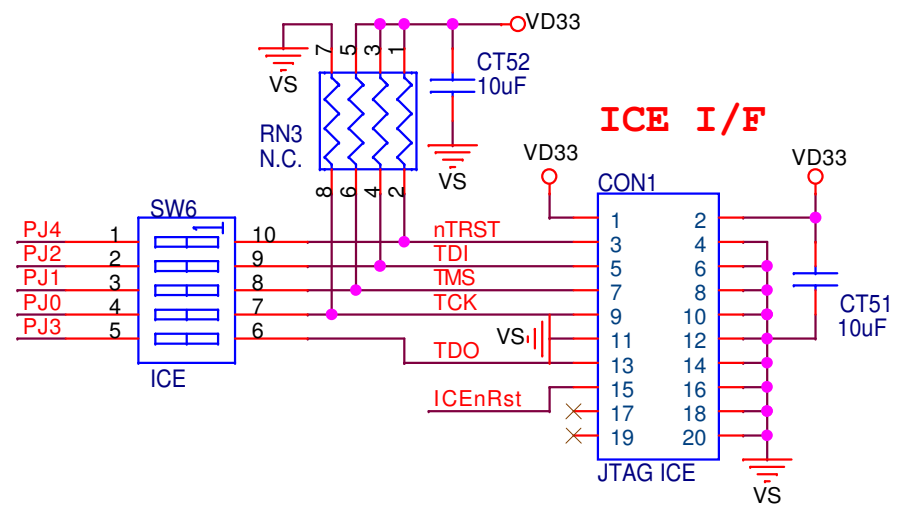 VD33
7 5 3 1
VS
CT52
10uF
ICE I/F
RN3
N.C.
VS
VD33
VD33
8 6 4 2
CON1
SW6
1
PJ4 1 10 nTRST 1 2
PJ2 2 9 TDI 3 4
PJ1 3 8 TMS 5 6
PJ0 4 7 TCK 7 8
PJ3 5 6 9 10
VS 11 12
TDO 13 14
ICE
ICEnRst 15 16
17 18
19 20
CT51
10uF
JTAG ICE
VS